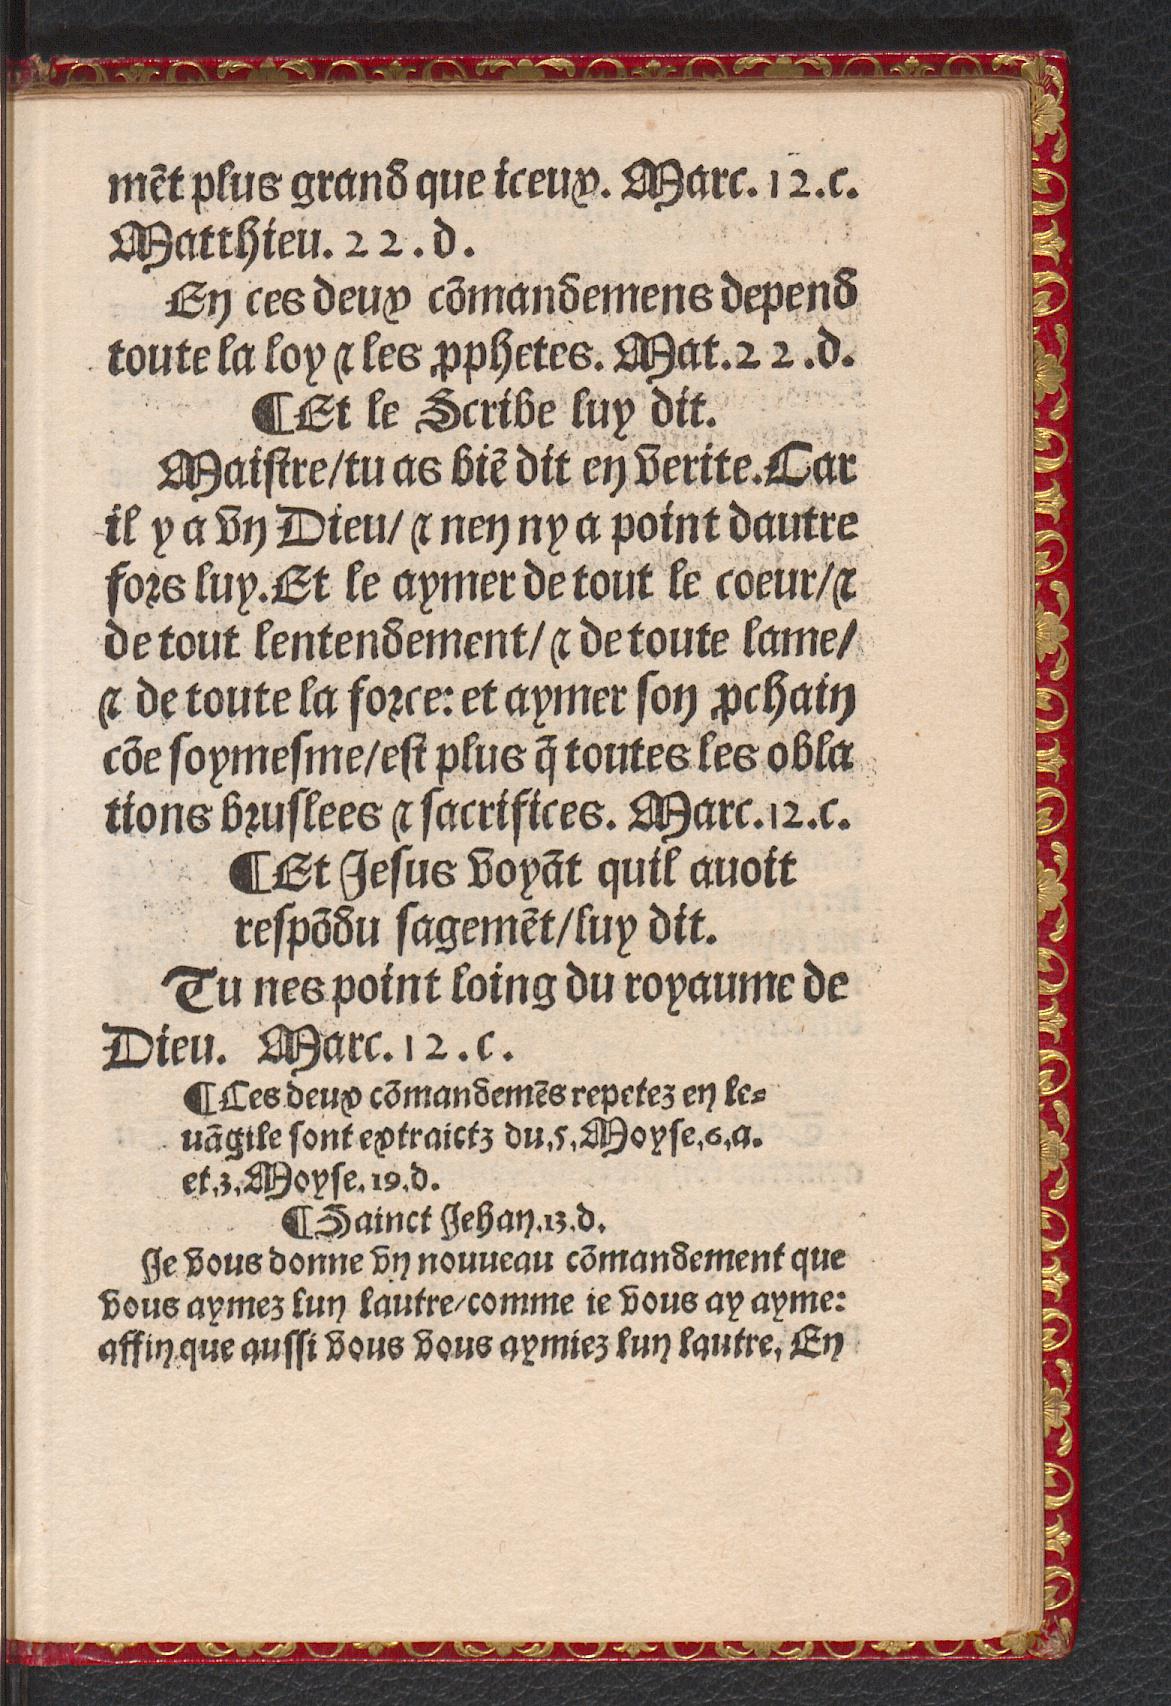 mẽt plus grand que iceux. Marc. 12.c.
Matthieu. 22.d.
En ces deux cõmandemens depend
toute la loy ⁊ les ꝓphetes. Mat.22.d.
¶Et le Scribe luy dit.
Maistre/tu as biẽ dit en verite.Car
il y a vn Dieu/ ⁊ nen ny a point dautre
fors luy.Et le aymer de tout le coeur/⁊
de tout lentendement/ ⁊ de toute lame/
⁊ de toute la force: et aymer son ꝓchain
cõe soymesme/est plus q̃ toutes les obla
tions bruslees ⁊ sacrifices. Marc.12.c.
¶Et Jesus voyãt quil auoit
respõdu sagemẽt/luy dit.
Tu nes point loing du royaume de
Dieu. Marc.12.c.
¶Ces deux cõmandemẽs repetez en le⸗
uãgile sont extraictz du.5.Moyse.6.a.
et.3.Moyse.19.d.
¶Sainct Jehan.13.d.
Je vous donne vn nouueau cõmandement que
vous aymez lun lautre/comme ie vous ay ayme:
affin que aussi vous vous aymiez lun lautre. En